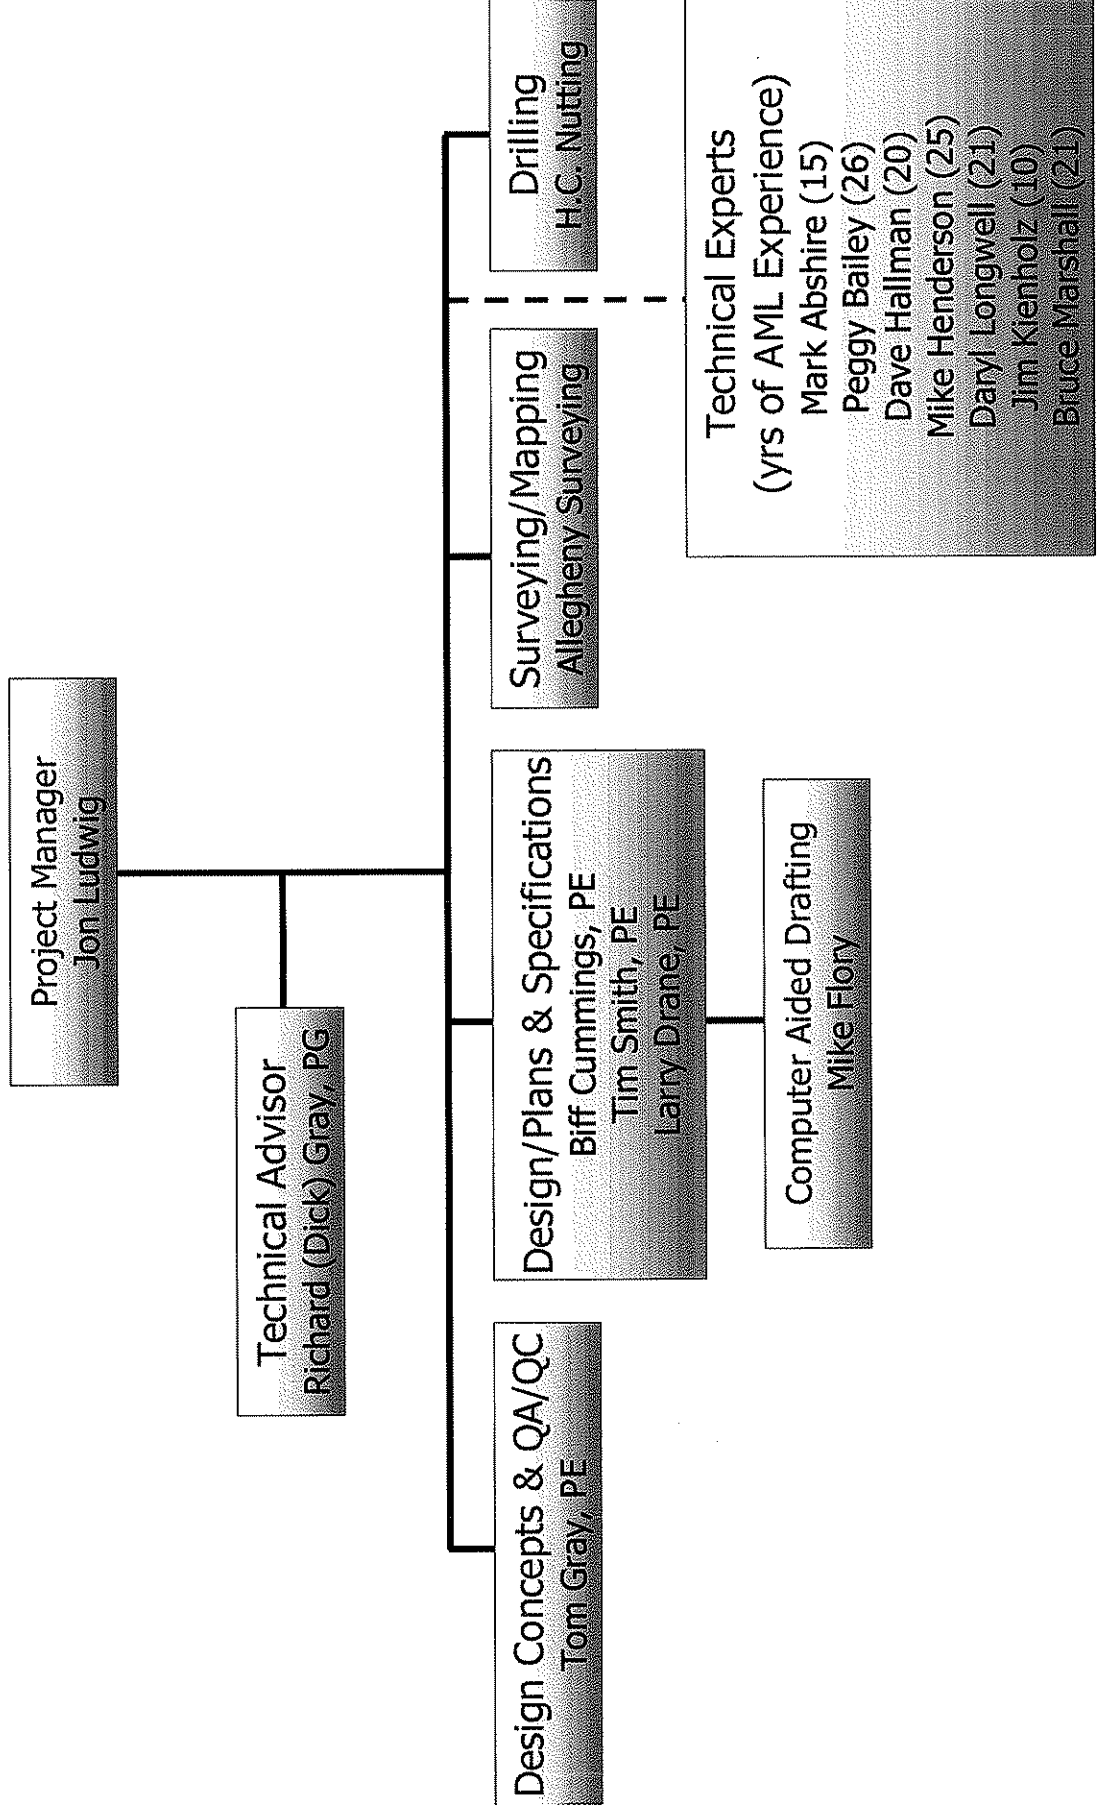 Project Manager
Jon Ludwig
Technical Advisor
Richard (Dick) Gray, PG
Design Concepts & QA/QC
Tom Gray, PE
Design/Plans & Specifications
Biff Cummings, PE
Tim Smith, PE
Larry Drane, PE
Computer Aided Drafting
Mike Flory
Surveying/Mapping
Allegheny Surveying
Drilling
H.C. Nutting
Technical Experts
(yrs of AML Experience)
Mark Abshire (15)
Peggy Bailey (26)
Dave Hallman (20)
Mike Henderson (25)
Daryl Longwell (21)
Jim Kienholz (10)
Bruce Marshall (21)